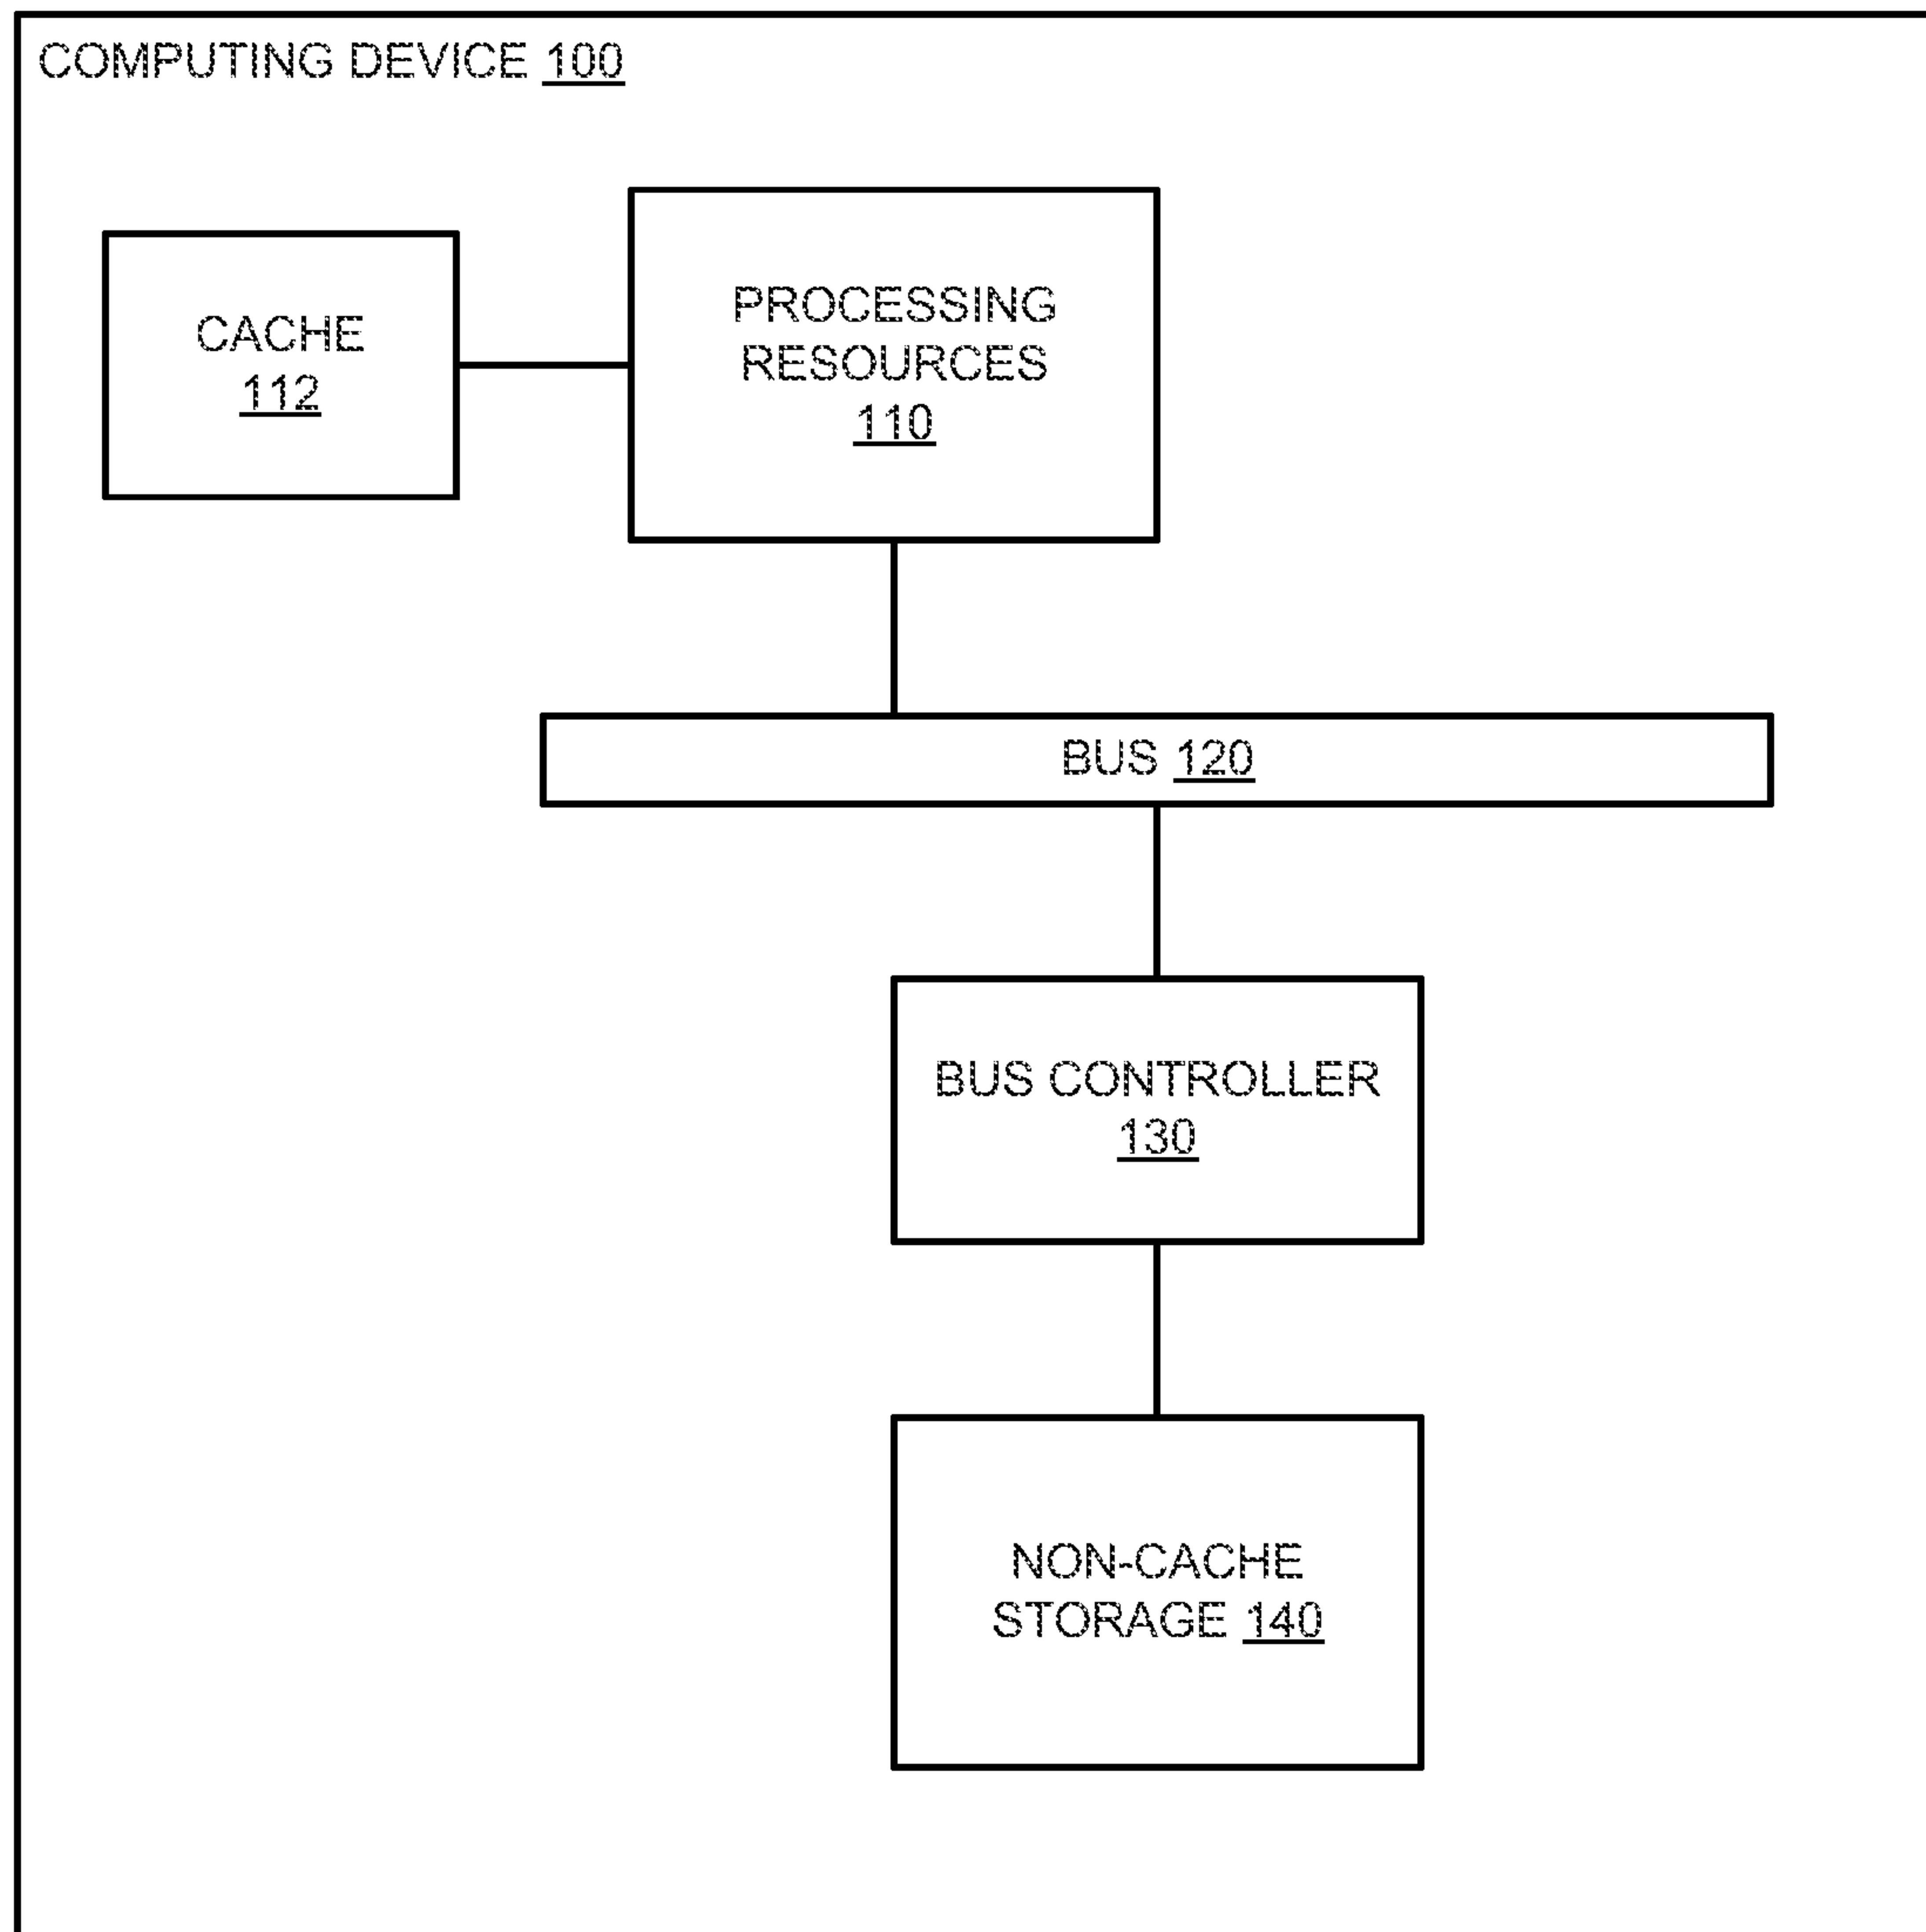 COMPUTING DEVICE 100
CACHE
112
PROCESSING
RESOURCES
110
BUS 120
BUS CONTROLLER
130
NON-CACHE
STORAGE 140